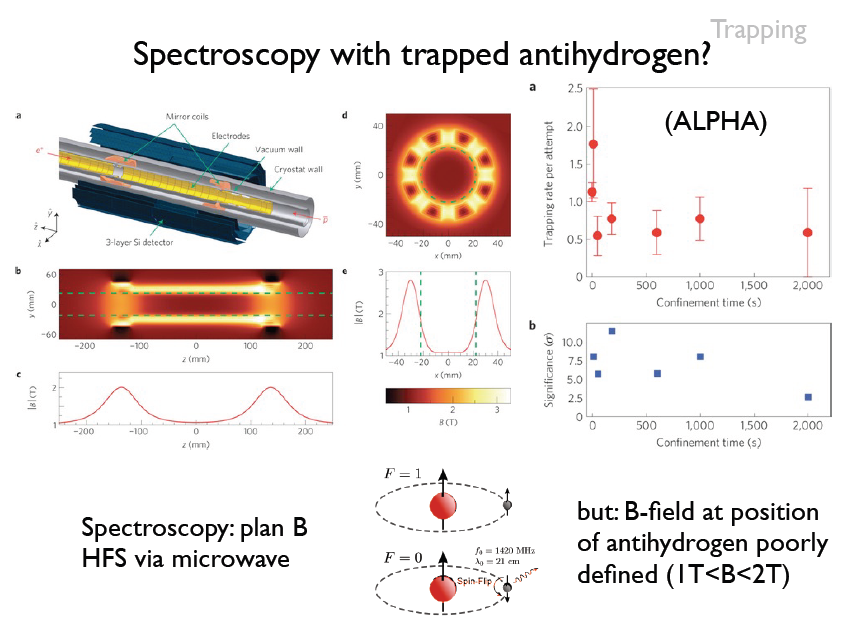 Trapping
Spectroscopy with trapped antihydrogen?
a
Mirror coils
Electrodes
Vacuum wall
Cryostat wall
e⁺
p̅
ŷ
ẑ
x̂
3-layer Si detector
b
y (mm)
60
0
−60
−200 −100 0 100 200
z (mm)
c
|B|(T)
2
1
−200 −100 0 100 200
z (mm)
d
y (mm)
40
0
−40
−40 −20 0 20 40
x (mm)
e
|B|(T)
3
2
1
−40 −20 0 20 40
x (mm)
1 2 3
B (T)
a
(ALPHA)
Trapping rate per attempt
2.5
2.0
1.5
1.0
0.5
0
0 500 1,000 1,500 2,000
Confinement time (s)
b
Significance (σ)
10.0
7.5
5.0
2.5
0
0 500 1,000 1,500 2,000
Confinement time (s)
Spectroscopy: plan B
HFS via microwave
F = 1
F = 0
f₀ = 1420 MHz
λ₀ = 21 cm
Spin-Flip
but: B-field at position
of antihydrogen poorly
defined (1T<B<2T)